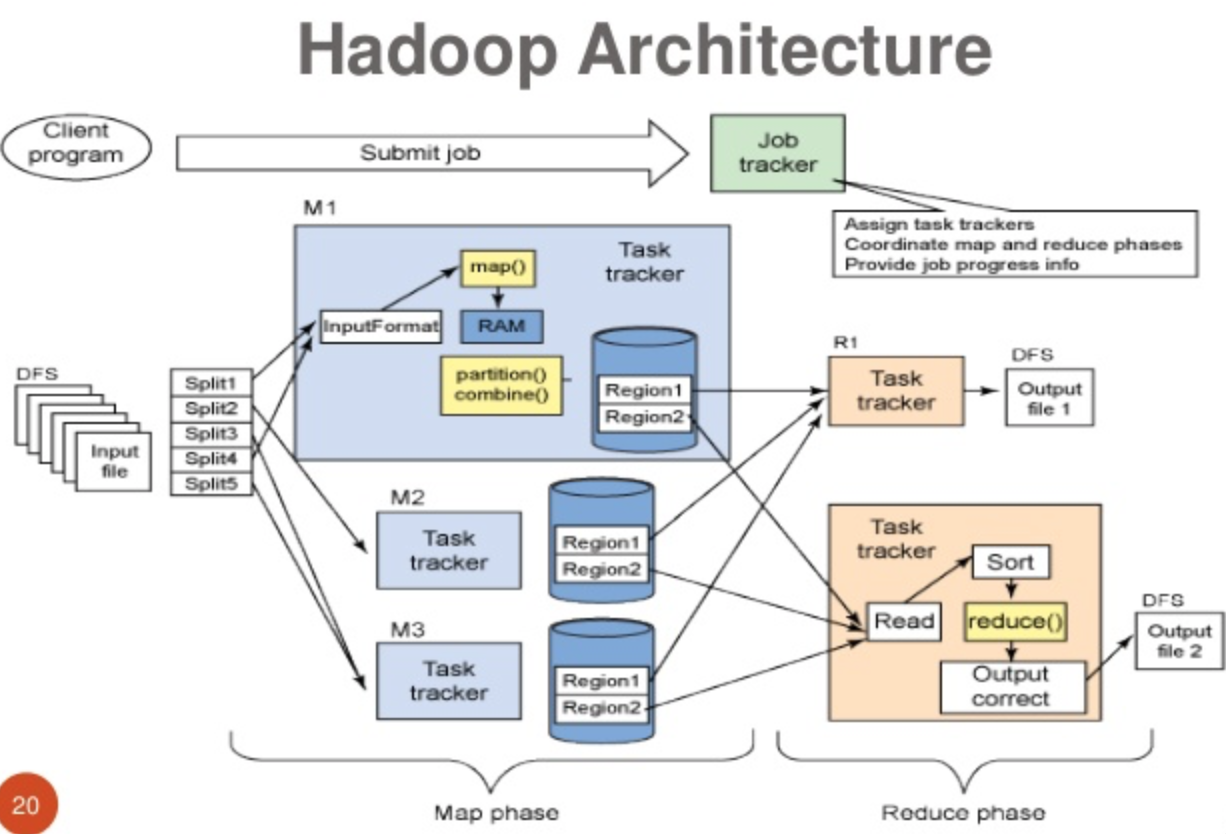 Hadoop Architecture
Client
program
Submit job
Job
tracker
Assign task trackers
Coordinate map and reduce phases
Provide job progress info
M1
Task
tracker
map()
InputFormat
RAM
partition()
combine()
Region1
Region2
DFS
Input
file
Split1
Split2
Split3
Split4
Split5
M2
Task
tracker
Region1
Region2
M3
Task
tracker
Region1
Region2
R1
Task
tracker
DFS
Output
file 1
Task
tracker
Sort
Read
reduce()
Output
correct
DFS
Output
file 2
Map phase
Reduce phase
20